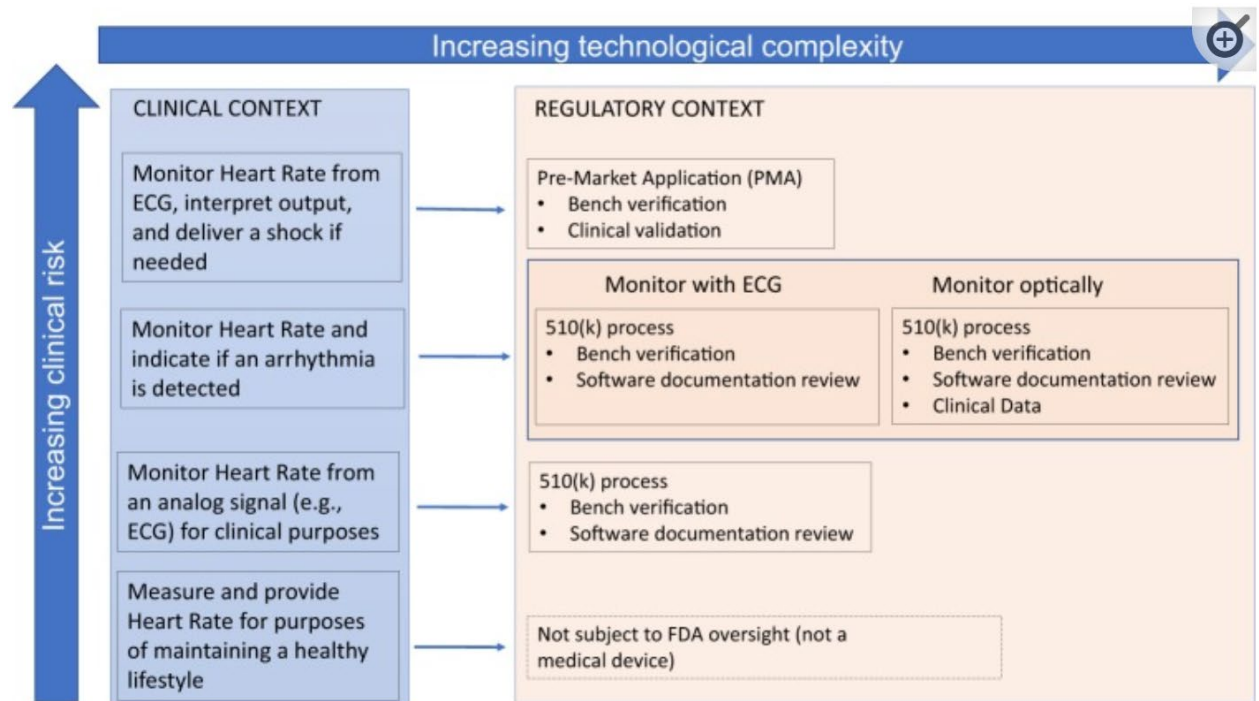 Increasing technological complexity
Increasing clinical risk
CLINICAL CONTEXT
Monitor Heart Rate from
ECG, interpret output,
and deliver a shock if
needed
Monitor Heart Rate and
indicate if an arrhythmia
is detected
Monitor Heart Rate from
an analog signal (e.g.,
ECG) for clinical purposes
Measure and provide
Heart Rate for purposes
of maintaining a healthy
lifestyle
REGULATORY CONTEXT
Pre-Market Application (PMA)
• Bench verification
• Clinical validation
Monitor with ECG
510(k) process
• Bench verification
• Software documentation review
Monitor optically
510(k) process
• Bench verification
• Software documentation review
• Clinical Data
510(k) process
• Bench verification
• Software documentation review
Not subject to FDA oversight (not a
medical device)